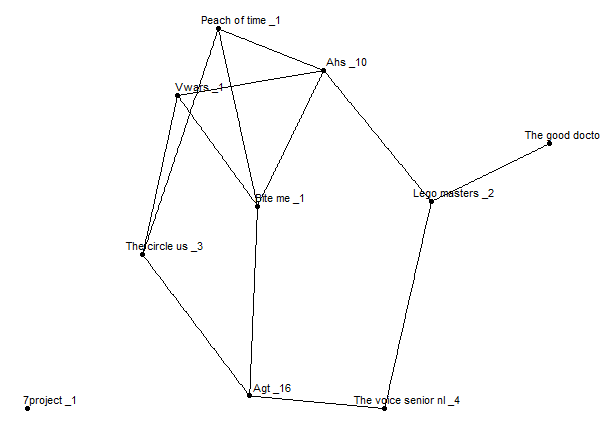 Peach of time _1
Ahs _10
Vwars _1
The good docto
Lego masters _2
Bite me _1
The circle us _3
Agt _16
7project _1
The voice senior nl _4